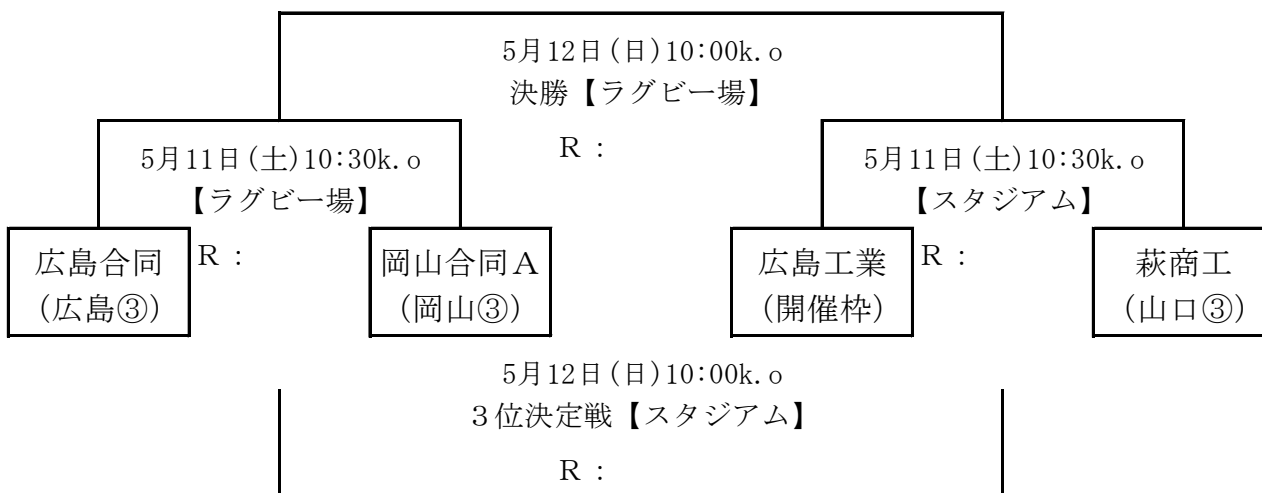 5月12日(日)10:00k.o
決勝【ラグビー場】
R:
5月11日(土)10:30k.o
【ラグビー場】
R:
5月11日(土)10:30k.o
【スタジアム】
R:
広島合同
(広島③)
岡山合同A
(岡山③)
広島工業
(開催枠)
萩商工
(山口③)
5月12日(日)10:00k.o
3位決定戦【スタジアム】
R: